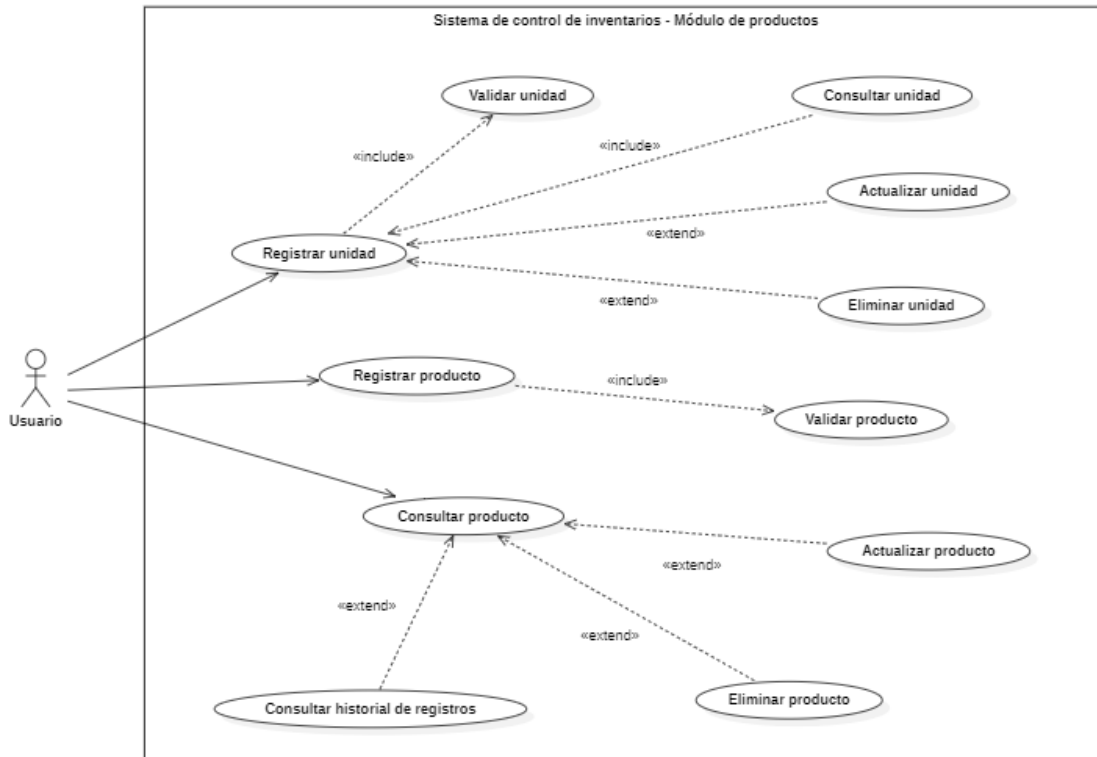 Sistema de control de inventarios - Módulo de productos
Validar unidad
Consultar unidad
«include»
«include»
Actualizar unidad
«extend»
Registrar unidad
«extend»
Eliminar unidad
Registrar producto
«include»
Usuario
Validar producto
Consultar producto
Actualizar producto
«extend»
«extend»
«extend»
Consultar historial de registros
Eliminar producto